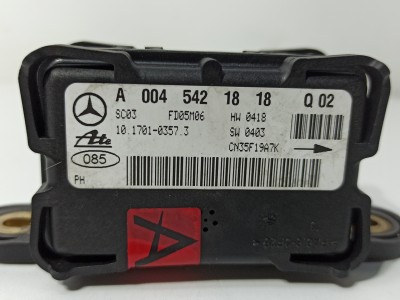 A 004 542 18 18 Q 02
SC03 FD05M06 HW 0418
10.1701-0357.3 SW 0403
Ate
085 CN35F19A7K
PH
A